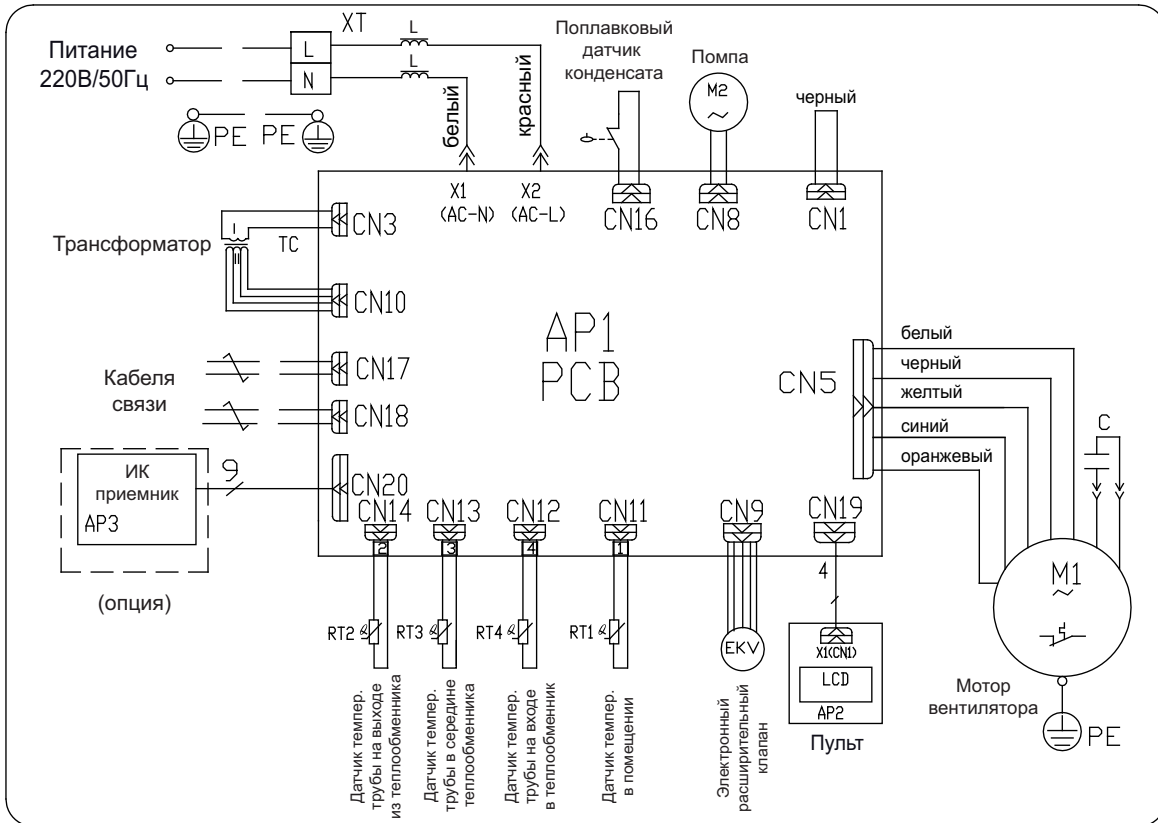 Питание
220В/50Гц
L
N
XT
L
L
PE
PE
белый
красный
Поплавковый
датчик
конденсата
Помпа
M2
~
черный
X1
(AC-N)
X2
(AC-L)
CN16
CN8
CN1
Трансформатор
I
II
TC
CN3
CN10
Кабеля
связи
CN17
CN18
ИК
приемник
AP3
9
CN20
(опция)
AP1
PCB
CN5
белый
черный
желтый
синий
оранжевый
C
M1
~
Мотор
вентилятора
PE
CN14
CN13
CN12
CN11
CN9
CN19
2
3
4
1
4
RT2
RT3
RT4
RT1
EKV
X1(CN1)
LCD
AP2
Пульт
Датчик темпер.
трубы на выходе
из теплообменника
Датчик темпер.
трубы в середине
теплообменника
Датчик темпер.
трубы на входе
в теплообменник
Датчик темпер.
в помещении
Электронный
расширительный
клапан